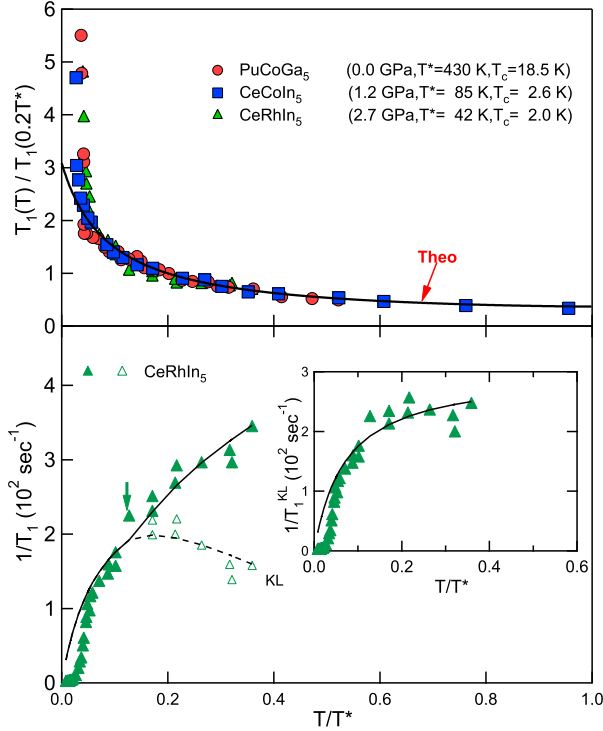 6
5
4
3
2
1
0
T₁(T) / T₁(0.2T*)
PuCoGa₅ (0.0 GPa,T*=430 K,T_c=18.5 K)
CeCoIn₅ (1.2 GPa,T*= 85 K,T_c= 2.6 K)
CeRhIn₅ (2.7 GPa,T*= 42 K,T_c= 2.0 K)
Theo
4
3
2
1
0
1/T₁ (10² sec⁻¹)
CeRhIn₅
KL
3
2
1
0
1/T₁ᴷᴸ (10² sec⁻¹)
0.0 0.2 0.4 0.6
T/T*
0.0 0.2 0.4 0.6 0.8 1.0
T/T*